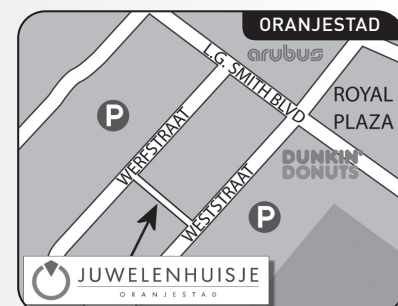 ORANJESTAD
arubus
L.G. SMITH BLVD
ROYAL
PLAZA
P
WERFSTRAAT
DUNKIN'
DONUTS
WESTSTRAAT
P
JUWELENHUISJE
ORANJESTAD